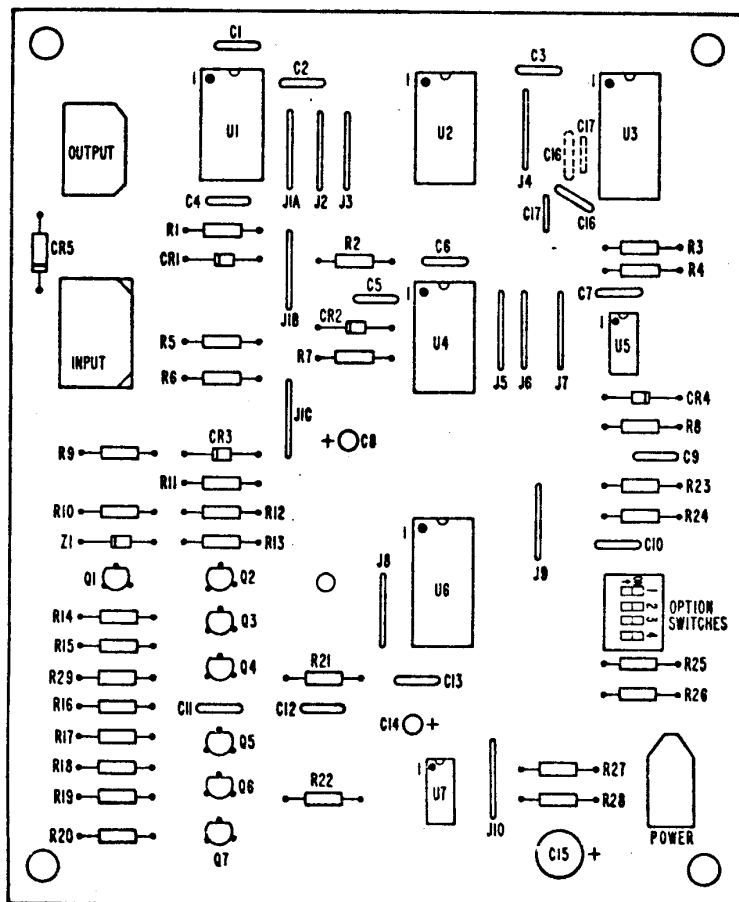 C1
C3
C2
1
U1
U2
1
U3
C16
C17
OUTPUT
J4
C4
J1A
J2
J3
C17
C16
R1
CR5
R2
C6
R3
CR1
R4
C5
1
C7
J1B
CR2
1
R5
U4
U5
INPUT
R7
R6
J5
J6
J7
CR4
J1C
R8
CR3
+
C8
R9
C9
R11
R23
R10
R12
1
R24
Z1
R13
C10
J8
J9
Q1
Q2
U6
ON
1
2
3
4
OPTION
SWITCHES
R14
Q3
R15
Q4
R21
R25
R29
C13
R26
R16
C11
C12
C14
+
R17
Q5
R18
1
R27
R19
Q6
R22
U7
R28
R20
J10
POWER
Q7
C15
+